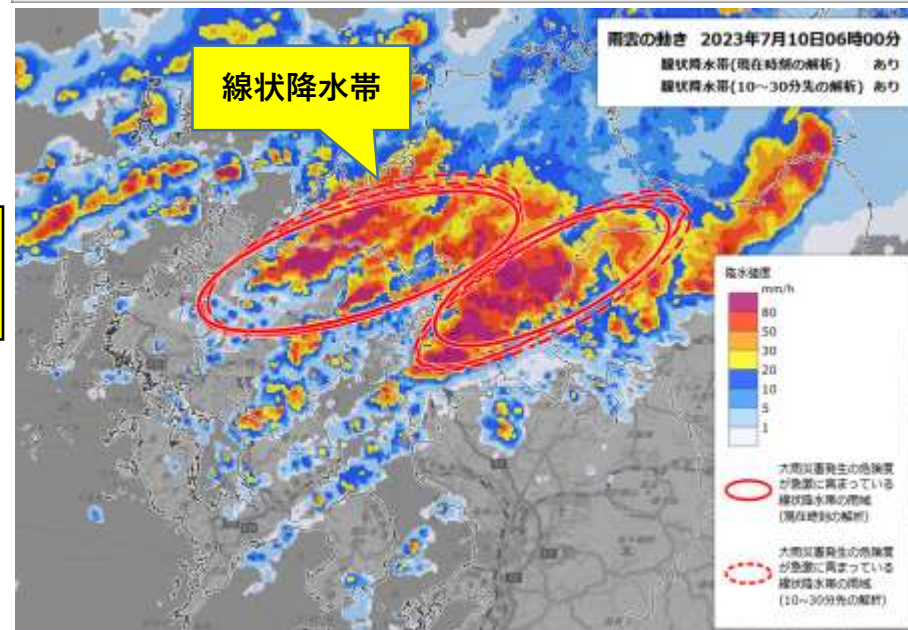 雨雲の動き 2023年7月10日06時00分
線状降水帯(現在時刻の解析) あり
線状降水帯(10～30分先の解析) あり
線状降水帯
降水強度
mm/h
80
50
30
20
10
5
1
大雨災害発生の危険度
が急激に高まっている
線状降水帯の雨域
(現在時刻の解析)
大雨災害発生の危険度
が急激に高まっている
線状降水帯の雨域
(10～30分先の解析)